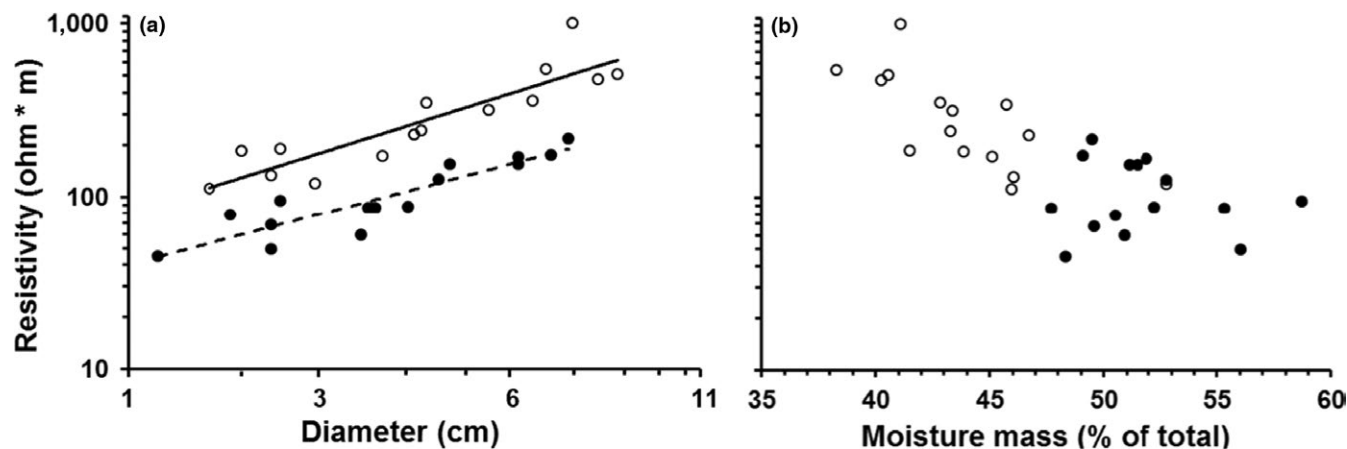 Resistivity (ohm * m)
1,000
100
10
(a)
1
3
6
11
Diameter (cm)
(b)
35
40
45
50
55
60
Moisture mass (% of total)